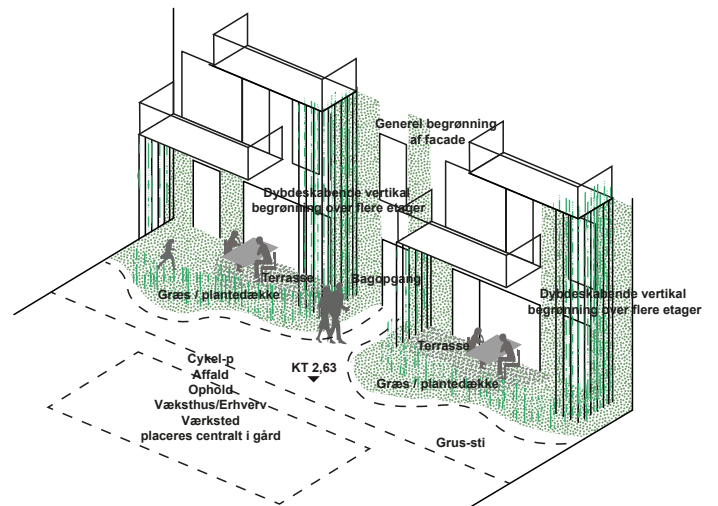 Generel begrønning
af facade
Dybdeskabende vertikal
begrønning over flere etager
Terrasse
Bagopgang
Græs / plantedække
Dybdeskabende vertikal
begrønning over flere etager
Terrasse
Græs / plantedække
Cykel-p
Affald
Ophold
Væksthus/Erhverv
Værksted
placeres centralt i gård
KT 2,63
Grus-sti